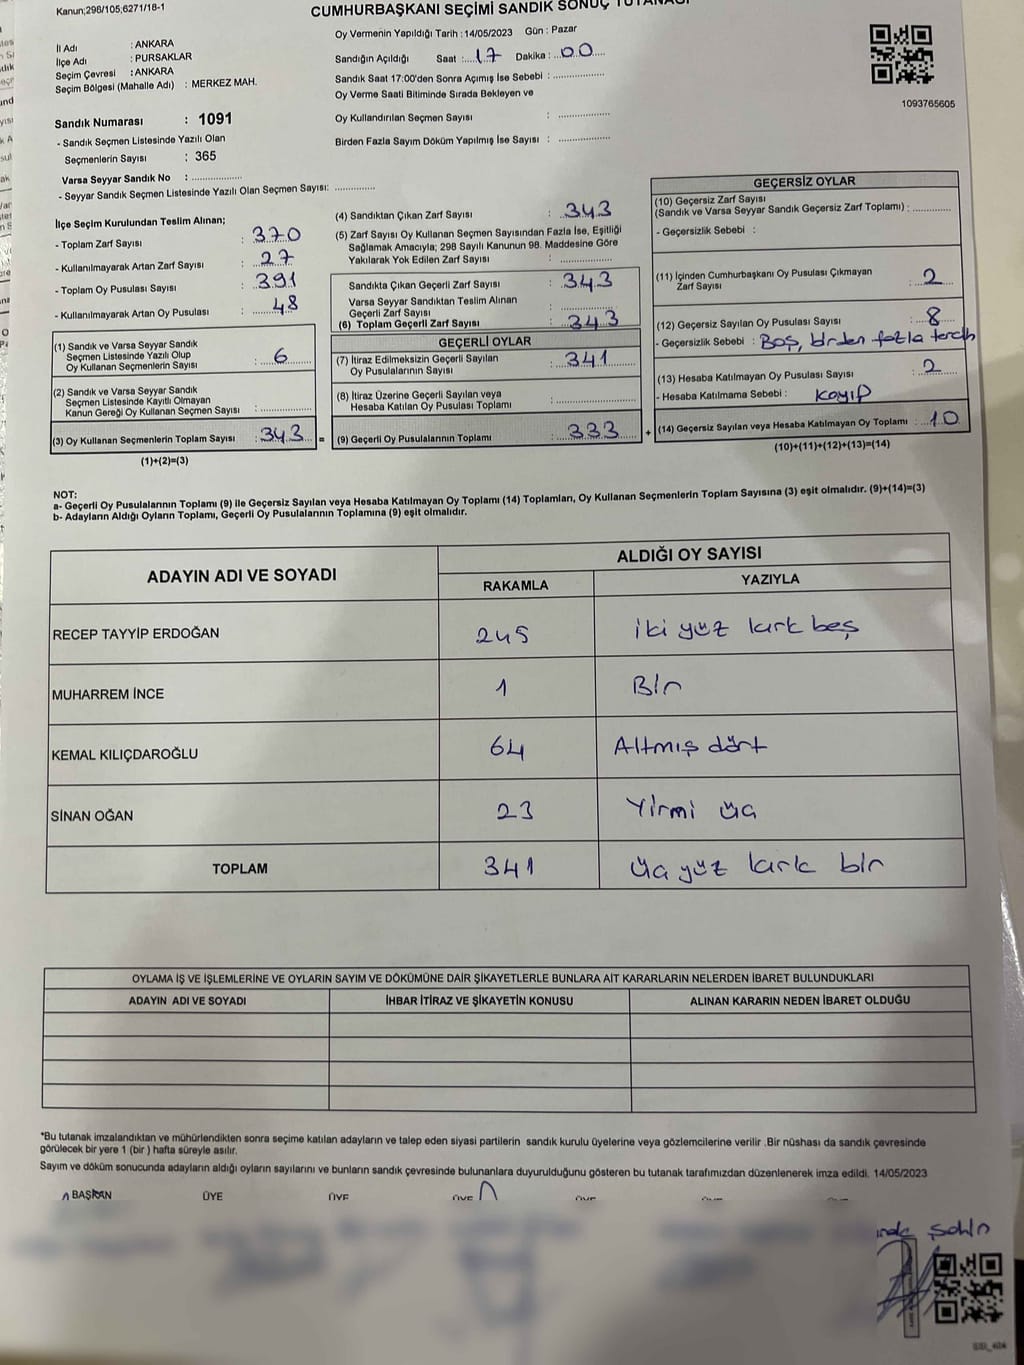 Kanun;298/105;6271/18-1
CUMHURBAŞKANI SEÇİMİ SANDIK SONUÇ TUTANAĞI
İl Adı : ANKARA
İlçe Adı : PURSAKLAR
Seçim Çevresi : ANKARA
Seçim Bölgesi (Mahalle Adı) : MERKEZ MAH.
Oy Vermenin Yapıldığı Tarih : 14/05/2023 Gün : Pazar
Sandığın Açıldığı Saat :....17 Dakika :...00
Sandık Saat 17:00'den Sonra Açımış İse Sebebi : ................
Oy Verme Saati Bitiminde Sırada Bekleyen ve
Oy Kullandırılan Seçmen Sayısı : ................
Birden Fazla Sayım Döküm Yapılmış İse Sayısı : ................
1093765605
Sandık Numarası : 1091
- Sandık Seçmen Listesinde Yazılı Olan
Seçmenlerin Sayısı : 365
Varsa Seyyar Sandık No : ................
- Seyyar Sandık Seçmen Listesinde Yazılı Olan Seçmen Sayısı: .............
İlçe Seçim Kurulundan Teslim Alınan;
- Toplam Zarf Sayısı : 370
- Kullanılmayarak Artan Zarf Sayısı : 27
- Toplam Oy Pusulası Sayısı : 391
- Kullanılmayarak Artan Oy Pusulası : 48
(1) Sandık ve Varsa Seyyar Sandık
Seçmen Listesinde Yazılı Olup
Oy Kullanan Seçmenlerin Sayısı : 6
(2) Sandık ve Varsa Seyyar Sandık
Seçmen Listesinde Kayıtlı Olmayan
Kanun Gereği Oy Kullanan Seçmen Sayısı : .............
(3) Oy Kullanan Seçmenlerin Toplam Sayısı : 343 =
(1)+(2)=(3)
(4) Sandıktan Çıkan Zarf Sayısı : 343
(5) Zarf Sayısı Oy Kullanan Seçmen Sayısından Fazla İse, Eşitliği
Sağlamak Amacıyla; 298 Sayılı Kanunun 98. Maddesine Göre
Yakılarak Yok Edilen Zarf Sayısı : .............
Sandıkta Çıkan Geçerli Zarf Sayısı : 343
Varsa Seyyar Sandıktan Teslim Alınan
Geçerli Zarf Sayısı : .............
(6) Toplam Geçerli Zarf Sayısı : 343
GEÇERLİ OYLAR
(7) İtiraz Edilmeksizin Geçerli Sayılan
Oy Pusulalarının Sayısı : 341
(8) İtiraz Üzerine Geçerli Sayılan veya
Hesaba Katılan Oy Pusulası Toplamı : .............
(9) Geçerli Oy Pusulalarının Toplamı : 333 +
GEÇERSİZ OYLAR
(10) Geçersiz Zarf Sayısı
(Sandık ve Varsa Seyyar Sandık Geçersiz Zarf Toplamı) : ............
- Geçersizlik Sebebi :
(11) İçinden Cumhurbaşkanı Oy Pusulası Çıkmayan
Zarf Sayısı : 2
(12) Geçersiz Sayılan Oy Pusulası Sayısı : 8
- Geçersizlik Sebebi : Boş, birden fazla tercih
(13) Hesaba Katılmayan Oy Pusulası Sayısı : 2
- Hesaba Katılmama Sebebi : Kayıp
(14) Geçersiz Sayılan veya Hesaba Katılmayan Oy Toplamı : 10
(10)+(11)+(12)+(13)=(14)
NOT:
a- Geçerli Oy Pusulalarının Toplamı (9) ile Geçersiz Sayılan veya Hesaba Katılmayan Oy Toplamı (14) Toplamları, Oy Kullanan Seçmenlerin Toplam Sayısına (3) eşit olmalıdır. (9)+(14)=(3)
b- Adayların Aldığı Oyların Toplamı, Geçerli Oy Pusulalarının Toplamına (9) eşit olmalıdır.
ADAYIN ADI VE SOYADI ALDIĞI OY SAYISI
RAKAMLA YAZIYLA
RECEP TAYYİP ERDOĞAN 245 iki yüz kırk beş
MUHARREM İNCE 1 Bir
KEMAL KILIÇDAROĞLU 64 Altmış dört
SİNAN OĞAN 23 Yirmi üç
TOPLAM 341 üç yüz kırk bir
OYLAMA İŞ VE İŞLEMLERİNE VE OYLARIN SAYIM VE DÖKÜMÜNE DAİR ŞİKAYETLERLE BUNLARA AİT KARARLARIN NELERDEN İBARET BULUNDUKLARI
ADAYIN ADI VE SOYADI İHBAR İTİRAZ VE ŞİKAYETİN KONUSU ALINAN KARARIN NEDEN İBARET OLDUĞU
*Bu tutanak imzalandıktan ve mühürlendikten sonra seçime katılan adayların ve talep eden siyasi partilerin sandık kurulu üyelerine veya gözlemcilerine verilir .Bir nüshası da sandık çevresinde
görülecek bir yere 1 (bir ) hafta süreyle asılır.
Sayım ve döküm sonucunda adayların aldığı oyların sayılarını ve bunların sandık çevresinde bulunanlara duyurulduğunu gösteren bu tutanak tarafımızdan düzenlenerek imza edildi. 14/05/2023
BAŞKAN ÜYE ÜYE ÜYE